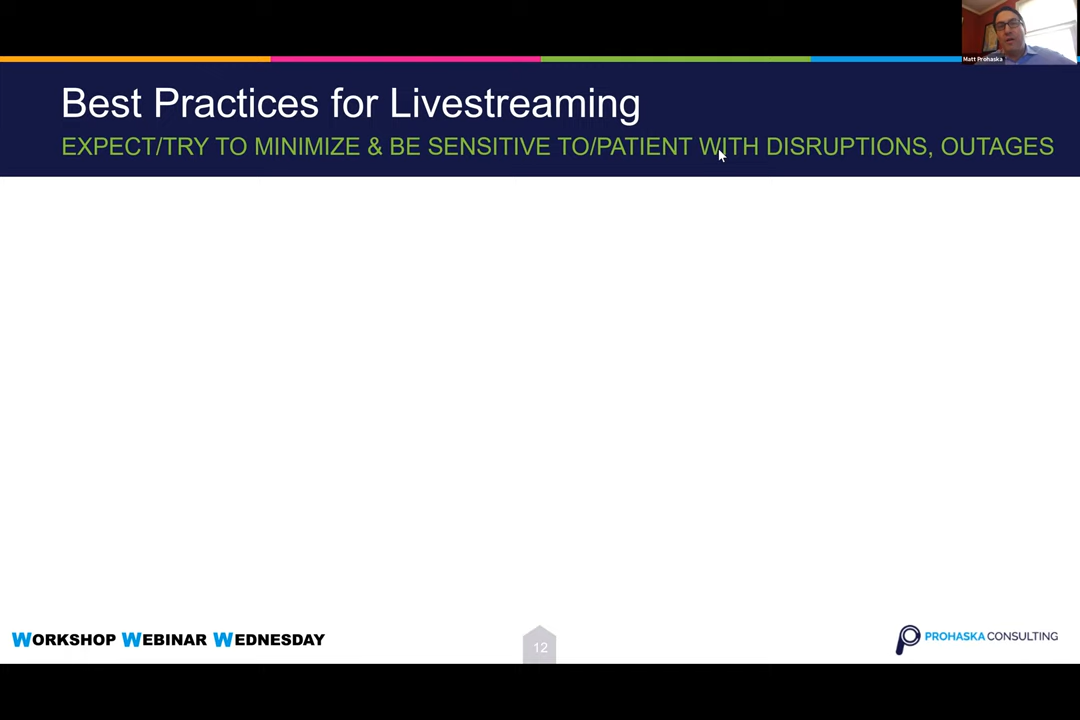 Matt Prohaska
Best Practices for Livestreaming
EXPECT/TRY TO MINIMIZE & BE SENSITIVE TO/PATIENT WITH DISRUPTIONS, OUTAGES
WORKSHOP WEBINAR WEDNESDAY
12
PROHASKA CONSULTING